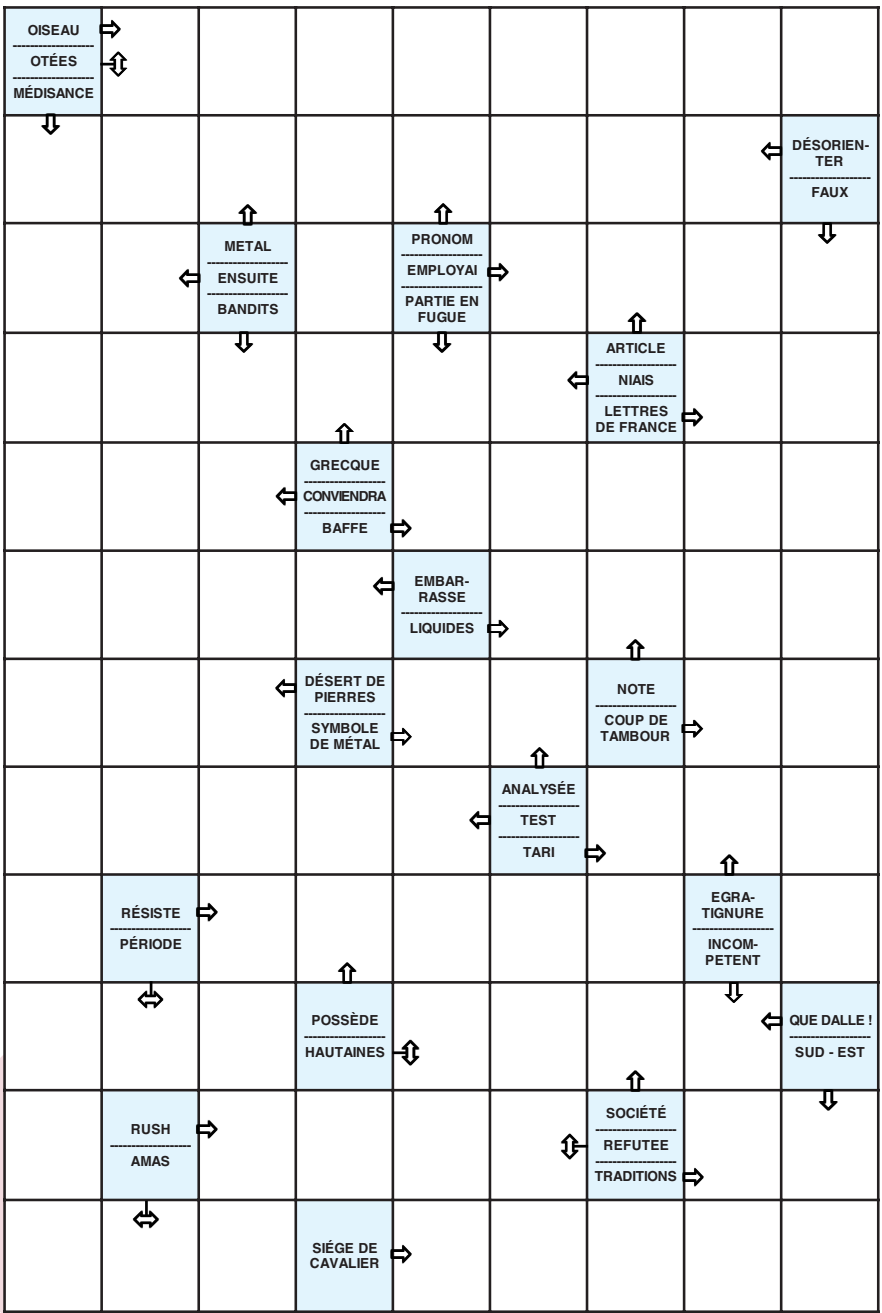 OISEAU
OTÉES
MÉDISANCE
DÉSORIEN-
TER
FAUX
METAL
ENSUITE
BANDITS
PRONOM
EMPLOYAI
PARTIE EN
FUGUE
ARTICLE
NIAIS
LETTRES
DE FRANCE
GRECQUE
CONVIENDRA
BAFFE
EMBAR-
RASSE
LIQUIDES
DÉSERT DE
PIERRES
SYMBOLE
DE MÉTAL
NOTE
COUP DE
TAMBOUR
ANALYSÉE
TEST
TARI
RÉSISTE
PÉRIODE
EGRA-
TIGNURE
INCOM-
PETENT
POSSÈDE
HAUTAINES
QUE DALLE !
SUD - EST
RUSH
AMAS
SOCIÉTÉ
REFUTEE
TRADITIONS
SIÉGE DE
CAVALIER